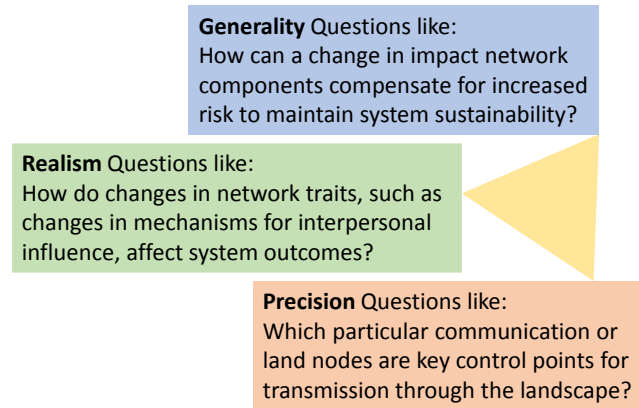 Generality Questions like:
How can a change in impact network
components compensate for increased
risk to maintain system sustainability?
Realism Questions like:
How do changes in network traits, such as
changes in mechanisms for interpersonal
influence, affect system outcomes?
Precision Questions like:
Which particular communication or
land nodes are key control points for
transmission through the landscape?